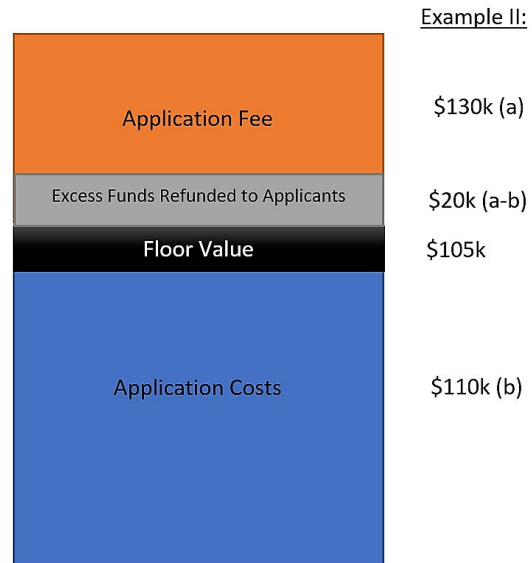 Example II:
Application Fee
$130k (a)
Excess Funds Refunded to Applicants
$20k (a-b)
Floor Value
$105k
Application Costs
$110k (b)